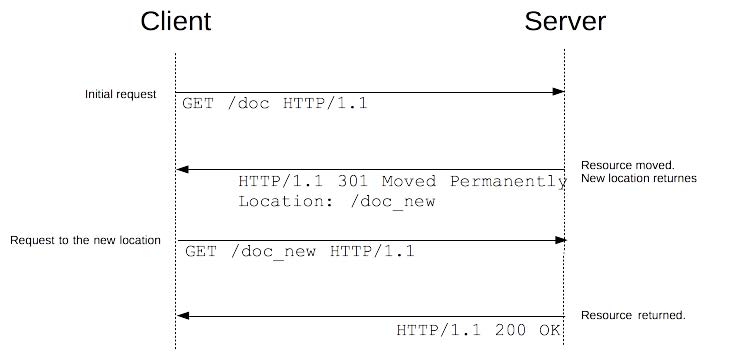 Client
Server
Initial request
GET /doc HTTP/1.1
Resource moved.
New location returnes
HTTP/1.1 301 Moved Permanently
Location: /doc_new
Request to the new location
GET /doc_new HTTP/1.1
Resource returned.
HTTP/1.1 200 OK